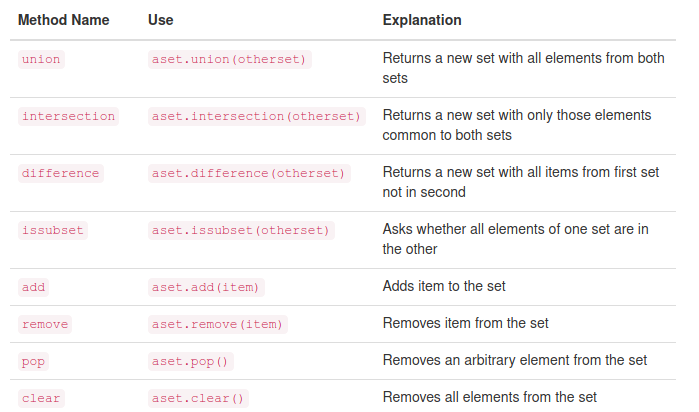 Method Name Use Explanation
union aset.union(otherset) Returns a new set with all elements from both
sets
intersection aset.intersection(otherset) Returns a new set with only those elements
common to both sets
difference aset.difference(otherset) Returns a new set with all items from first set
not in second
issubset aset.issubset(otherset) Asks whether all elements of one set are in
the other
add aset.add(item) Adds item to the set
remove aset.remove(item) Removes item from the set
pop aset.pop() Removes an arbitrary element from the set
clear aset.clear() Removes all elements from the set